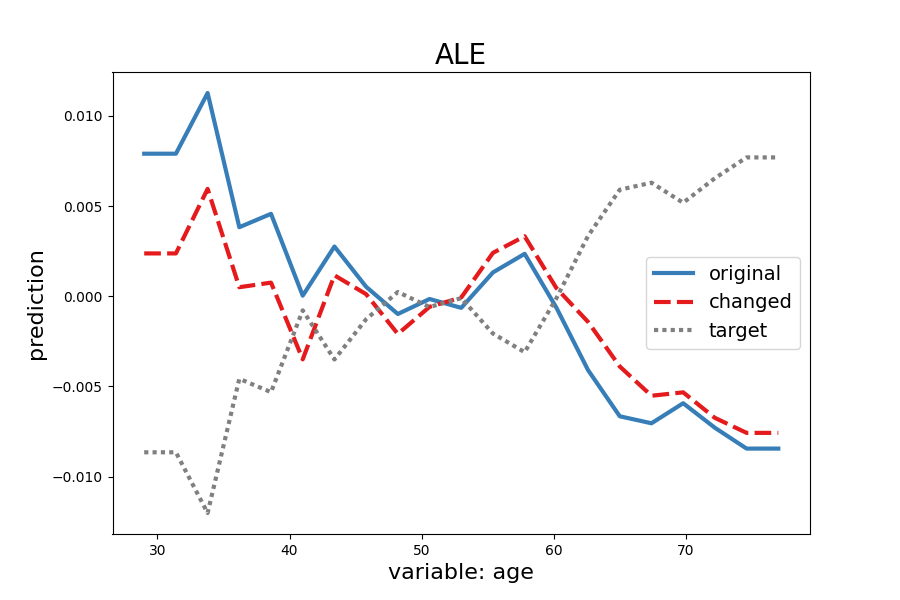 ALE
prediction
0.010
0.005
0.000
−0.005
−0.010
original
changed
target
30 40 50 60 70
variable: age